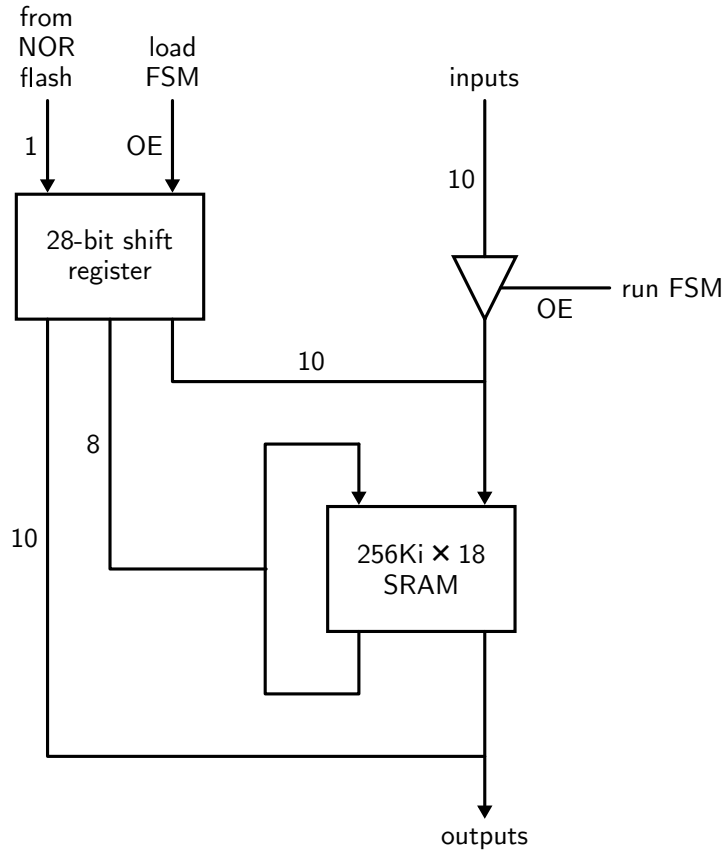 from
NOR
flash
load
FSM
inputs
1
OE
10
28-bit shift
register
run FSM
OE
10
8
10
256Ki × 18
SRAM
outputs